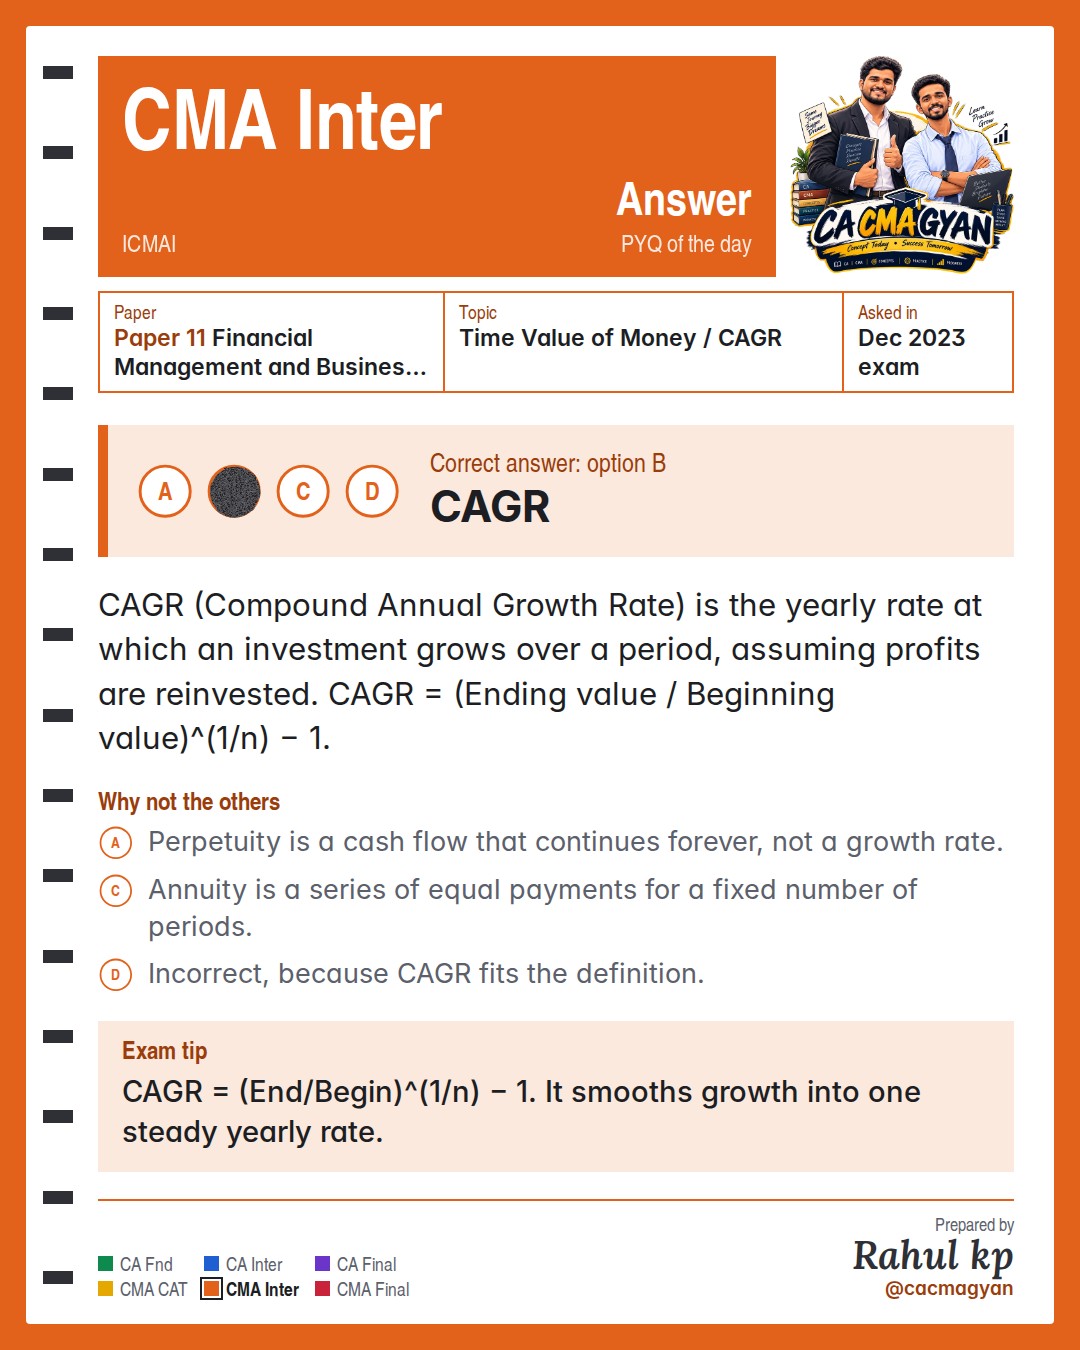 CMA Inter
Answer
ICMAI
PYQ of the day
CA CMA GYAN
Concept Today • Success Tomorrow
Paper
Paper 11 Financial
Management and Busines...
Topic
Time Value of Money / CAGR
Asked in
Dec 2023
exam
A
C
D
Correct answer: option B
CAGR
CAGR (Compound Annual Growth Rate) is the yearly rate at
which an investment grows over a period, assuming profits
are reinvested. CAGR = (Ending value / Beginning
value)^(1/n) − 1.
Why not the others
A Perpetuity is a cash flow that continues forever, not a growth rate.
C Annuity is a series of equal payments for a fixed number of
periods.
D Incorrect, because CAGR fits the definition.
Exam tip
CAGR = (End/Begin)^(1/n) − 1. It smooths growth into one
steady yearly rate.
Prepared by
Rahul kp
@cacmagyan
CA Fnd CA Inter CA Final
CMA CAT CMA Inter CMA Final